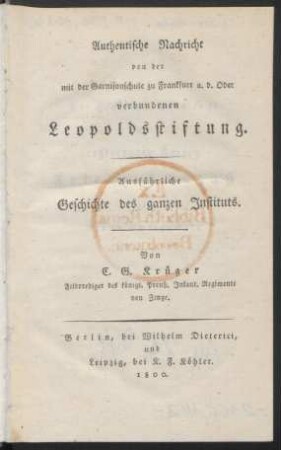 Authentische Nachricht
von der
mit der Garnisonschule zu Frankfurt a. d. Oder
verbundenen
Leopoldsstiftung.
Ausführliche
Geschichte des ganzen Instituts.
Von
C. G. Krüger
Feldprediger des königl. Preuß. Infant. Regiments
von Zenge.
Berlin, bei Wilhelm Dieterici,
und
Leipzig, bei K. F. Köhler.
1800.